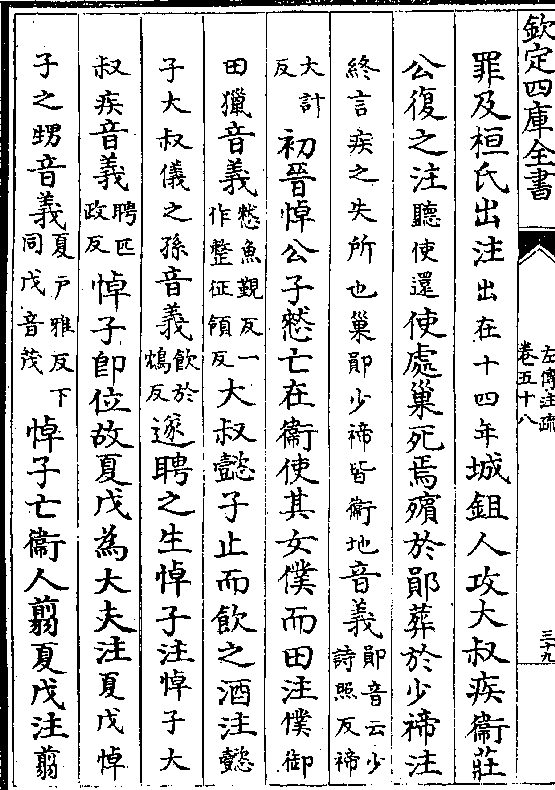 欽定四庫全書
左傳注疏
卷五十八
三十九
罪及桓氏出注出在十四年城鉏人攻大叔疾衞莊
公復之注聽使還使處巢死焉殯於鄖葬於少禘注
終言疾之失所也巢鄖少禘皆衞地音義鄖音云少詩照反禘
大計反初晉悼公子憖亡在衞使其女僕而田注僕御
田獵音義憖魚覲反一作整征領反大叔懿子止而飲之酒注懿
子大叔儀之孫音義飲於鴆反遂聘之生悼子注悼子大
叔疾音義聘匹政反悼子即位故夏戊為大夫注夏戊悼
子之甥音義夏戶雅反下同戊音茂悼子亡衞人翦夏戊注翦